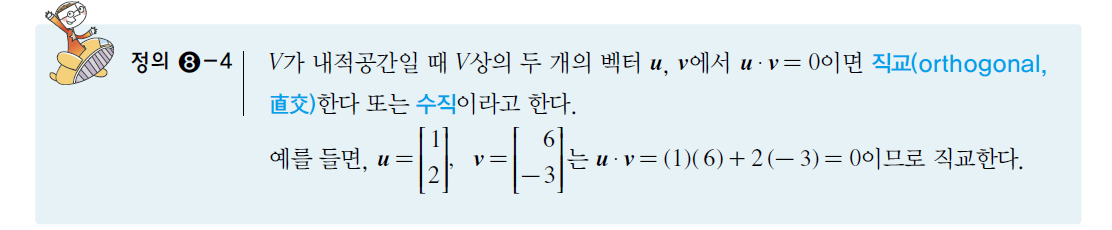 정의 ❽-4 V가 내적공간일 때 V상의 두 개의 벡터 u, v에서 u · v = 0이면 직교(orthogonal,
直交)한다 또는 수직이라고 한다.
예를 들면, u = [1 2], v = [6 −3]는 u · v = (1)(6) + 2(−3) = 0이므로 직교한다.